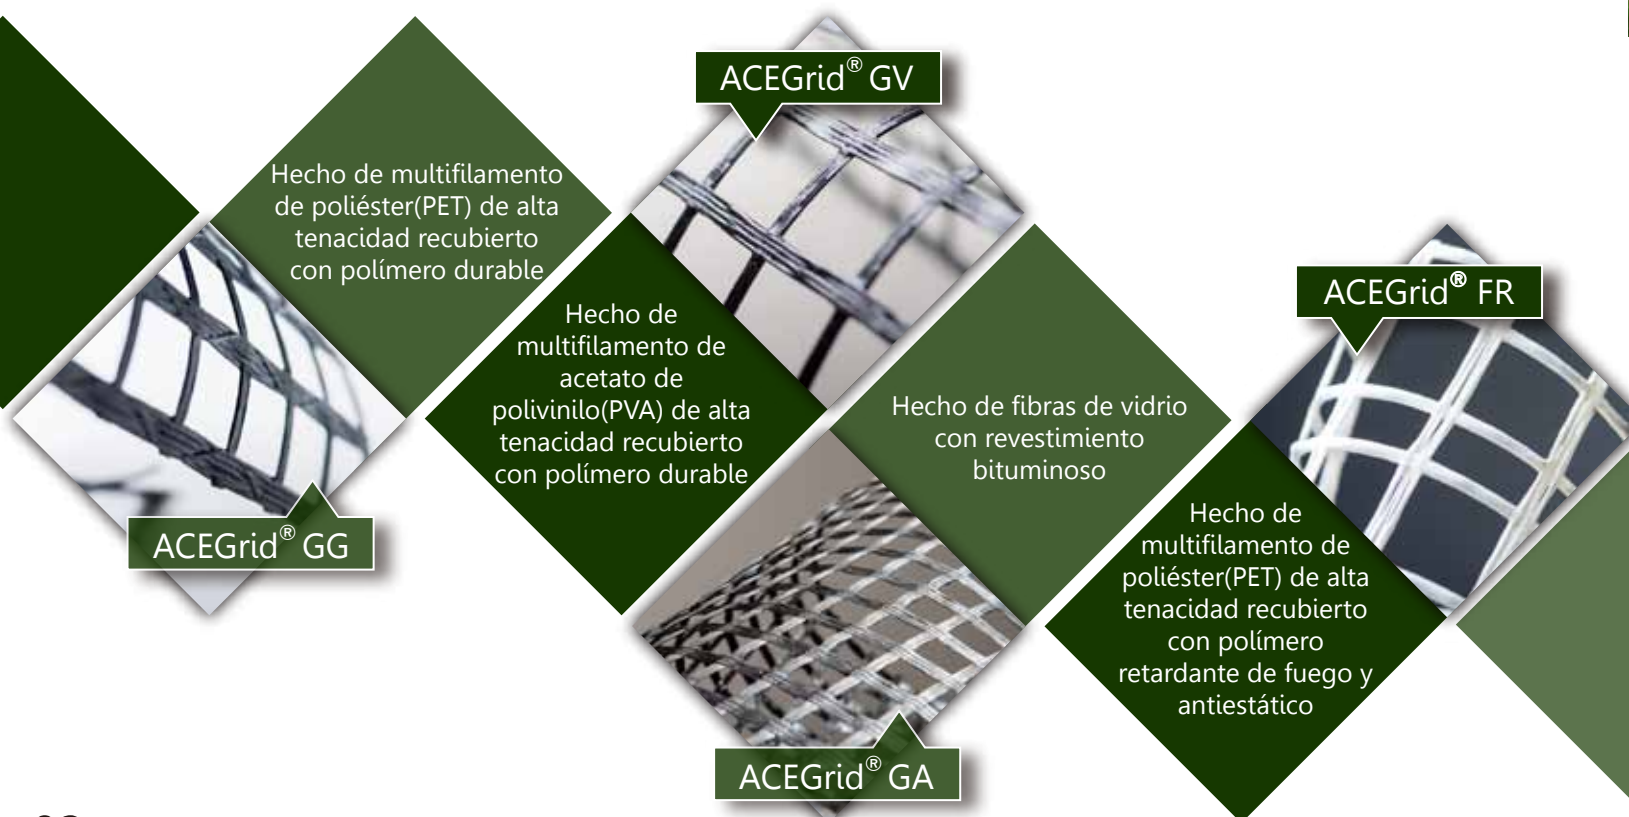 Hecho de multifilamento
de poliéster(PET) de alta
tenacidad recubierto
con polímero durable
ACEGrid® GG
ACEGrid® GV
Hecho de
multifilamento de
acetato de
polivinilo(PVA) de alta
tenacidad recubierto
con polímero durable
Hecho de fibras de vidrio
con revestimiento
bituminoso
ACEGrid® GA
ACEGrid® FR
Hecho de
multifilamento de
poliéster(PET) de alta
tenacidad recubierto
con polímero
retardante de fuego y
antiestático